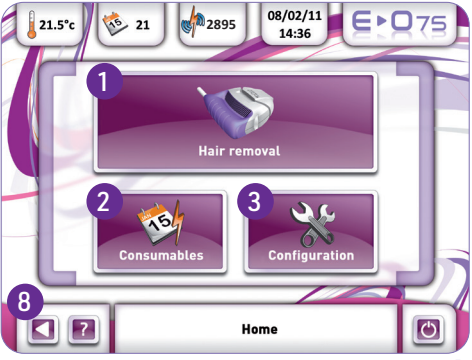 21.5°c
15
21
2895
08/02/11
14:36
E▸O75
1
Hair removal
2
JAN
15
Consumables
3
Configuration
8
?
Home